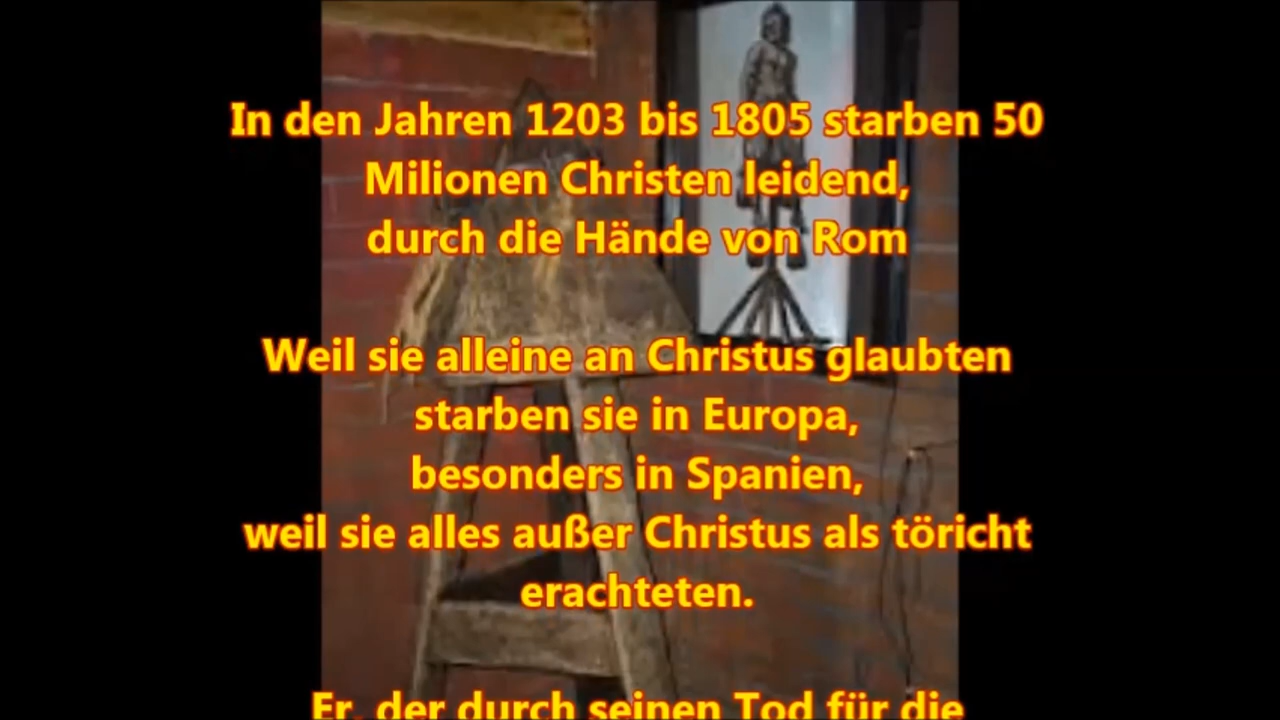 In den Jahren 1203 bis 1805 starben 50
Milionen Christen leidend,
durch die Hände von Rom
Weil sie alleine an Christus glaubten
starben sie in Europa,
besonders in Spanien,
weil sie alles außer Christus als töricht
erachteten.
Er, der durch seinen Tod für die